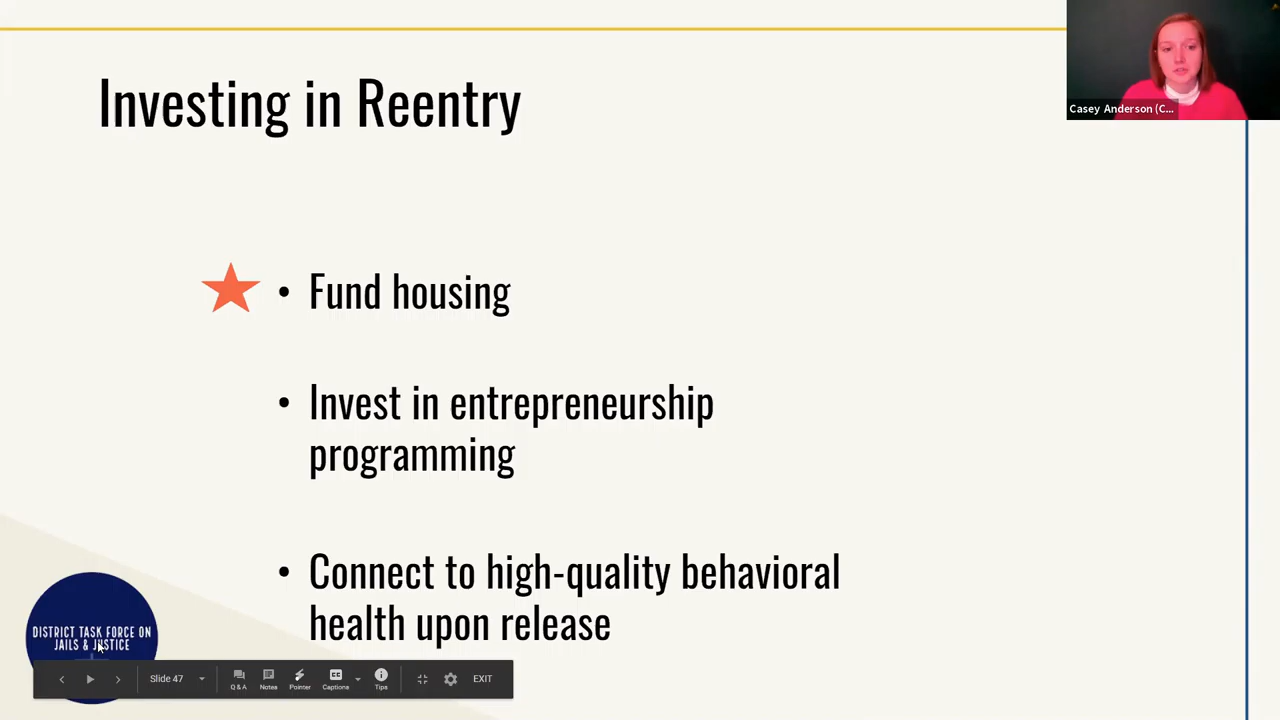 Investing in Reentry
Casey Anderson (C...
• Fund housing
• Invest in entrepreneurship
programming
• Connect to high-quality behavioral
health upon release
DISTRICT TASK FORCE ON
JAILS & JUSTICE
Slide 47
Q&A
Notes
Pointer
Captions
Tips
EXIT